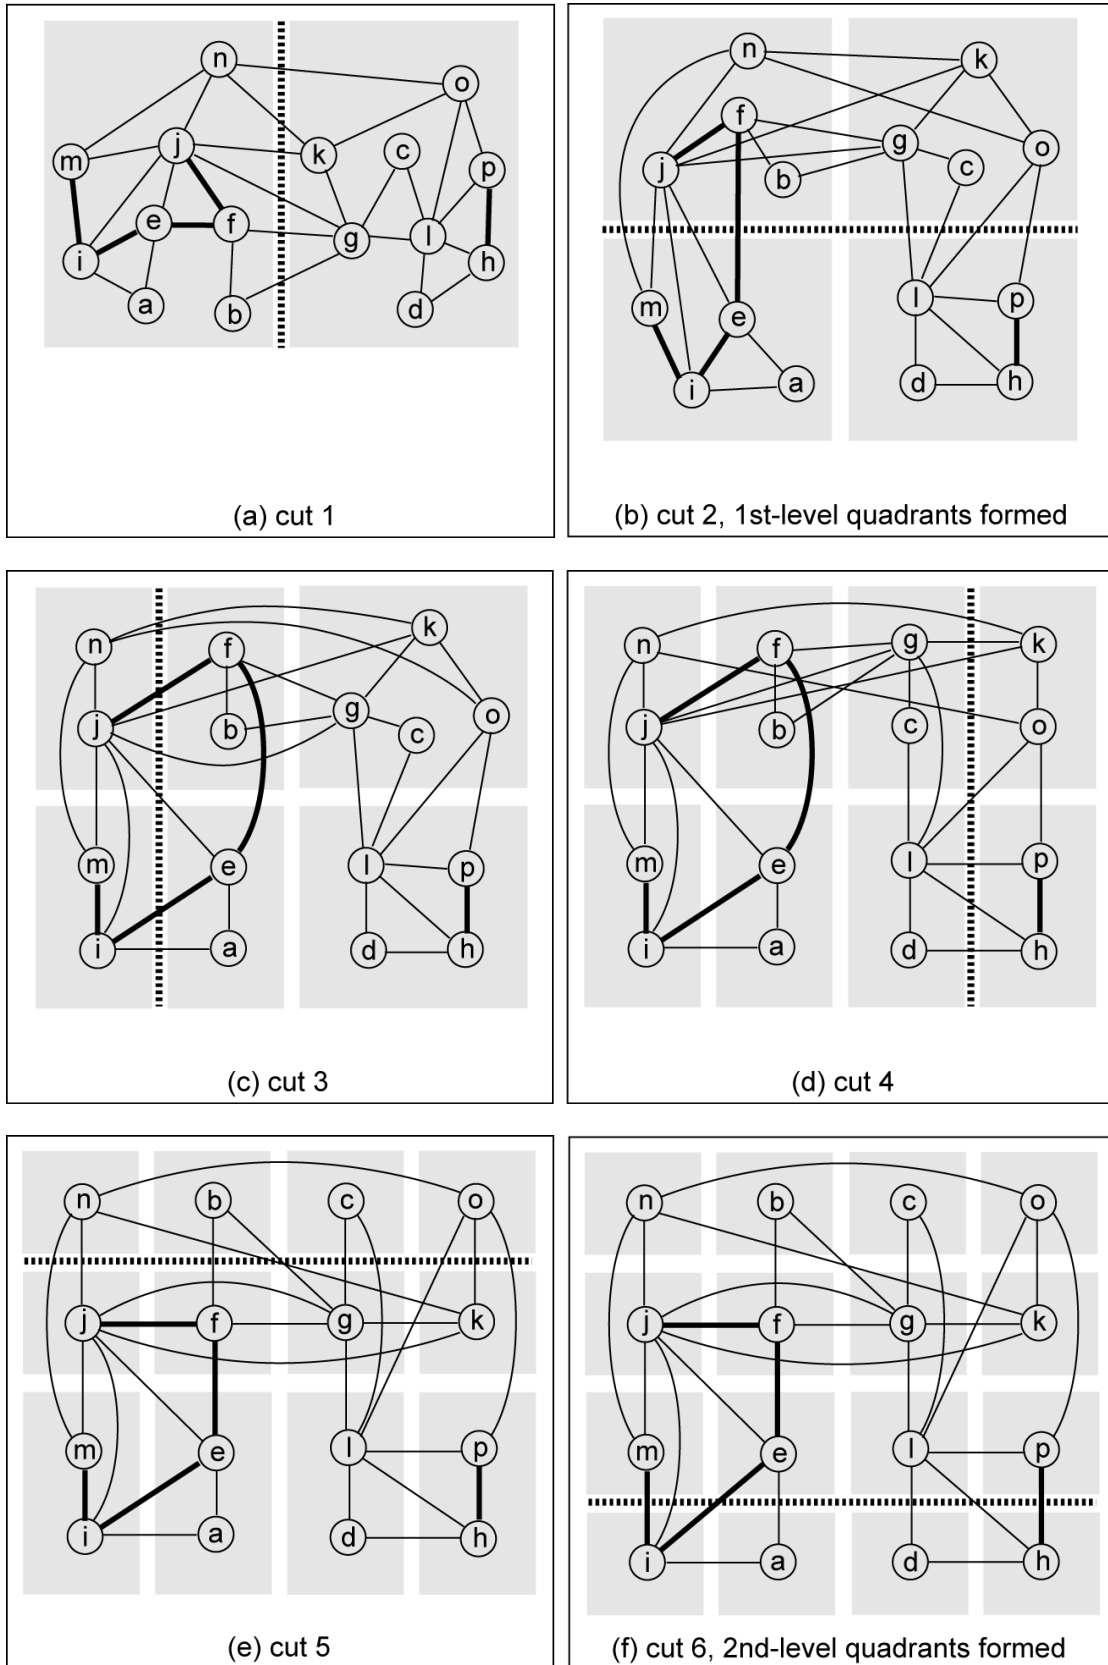 n
o
j
k
c
m
p
e
f
g
l
i
h
a
b
d
(a) cut 1
n
k
f
g
o
j
b
c
m
e
l
p
i
a
d
h
(b) cut 2, 1st-level quadrants formed
n
f
k
j
b
g
c
o
m
e
l
p
i
a
d
h
(c) cut 3
n
f
g
k
j
b
c
o
m
e
l
p
i
a
d
h
(d) cut 4
n b c o
j f g k
m e l p
i a d h
(e) cut 5
n b c o
j f g k
m e l p
i a d h
(f) cut 6, 2nd-level quadrants formed